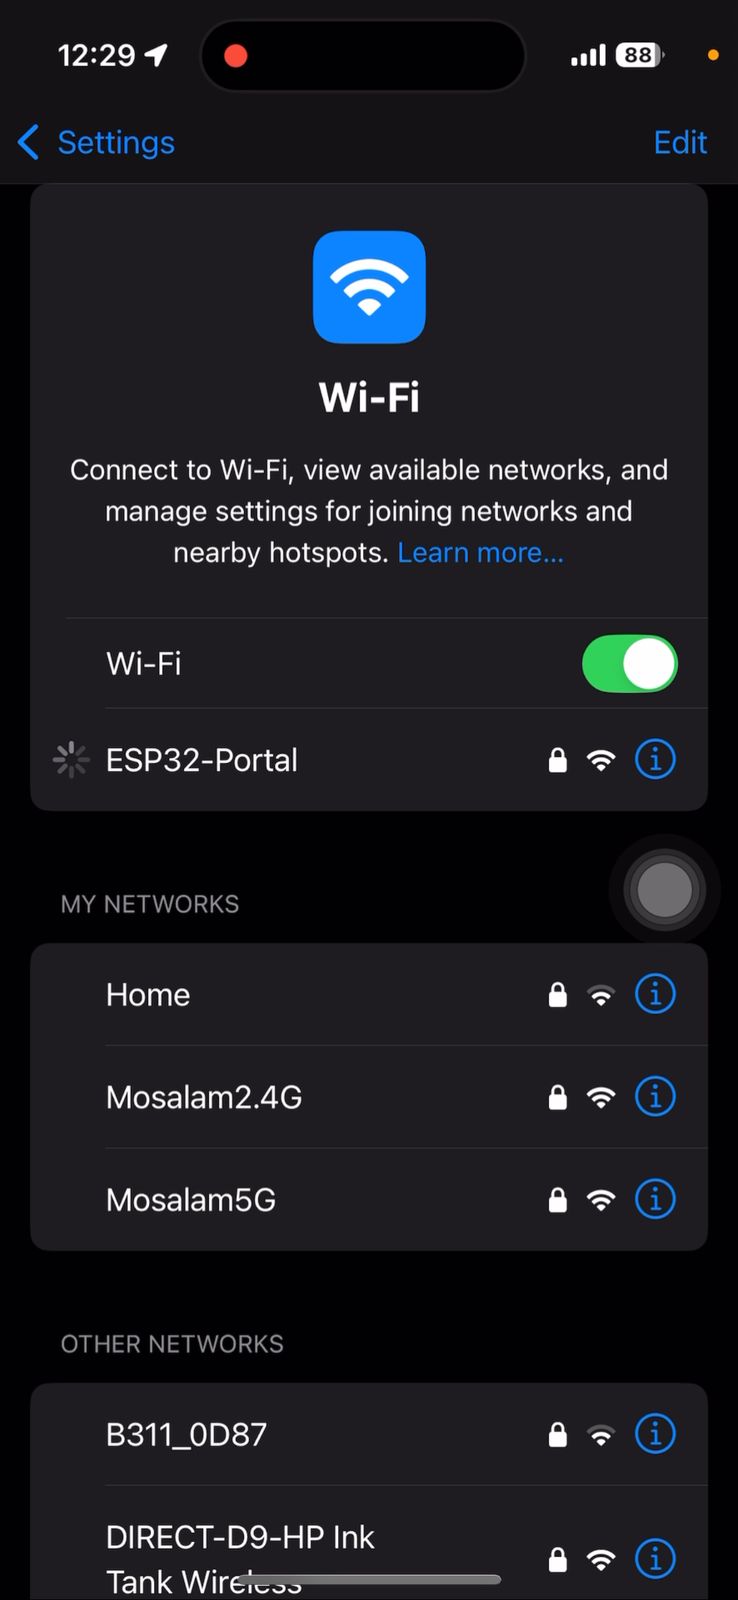 12:29
88
Settings
Edit
Wi-Fi
Connect to Wi-Fi, view available networks, and
manage settings for joining networks and
nearby hotspots. Learn more...
Wi-Fi
ESP32-Portal
MY NETWORKS
Home
Mosalam2.4G
Mosalam5G
OTHER NETWORKS
B311_0D87
DIRECT-D9-HP Ink
Tank Wireless